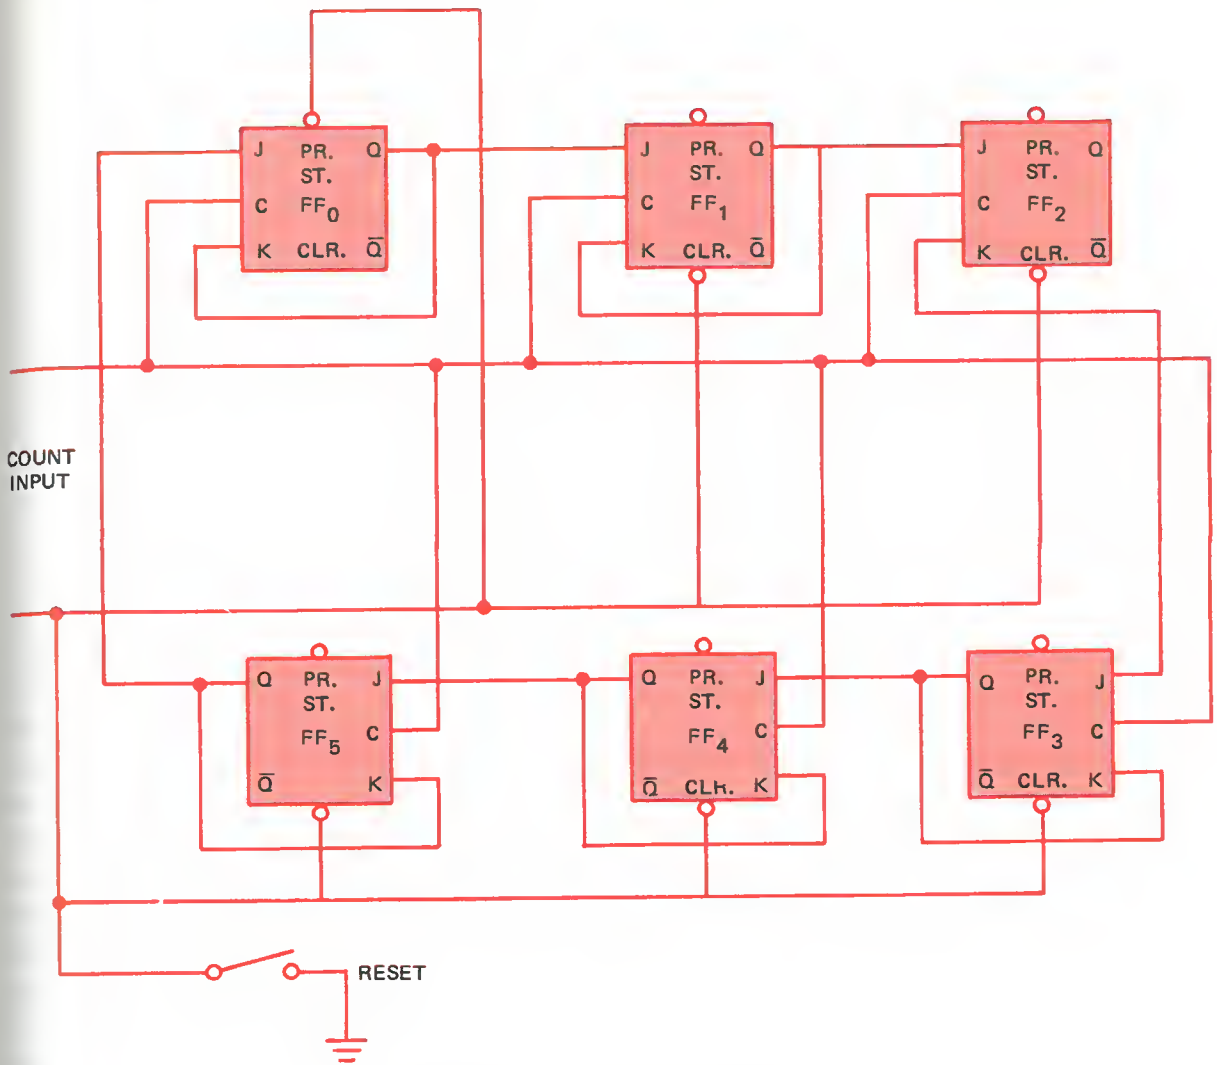 J PR. Q
ST.
C FF0
K CLR. Q̅
J PR. Q
ST.
C FF1
K CLR. Q̅
J PR. Q
ST.
C FF2
K CLR. Q̅
COUNT
INPUT
Q PR. J
ST.
FF5 C
Q̅ K
Q PR. J
ST.
FF4 C
Q̅ CLR. K
Q PR. J
ST.
FF3 C
Q̅ CLR. K
RESET